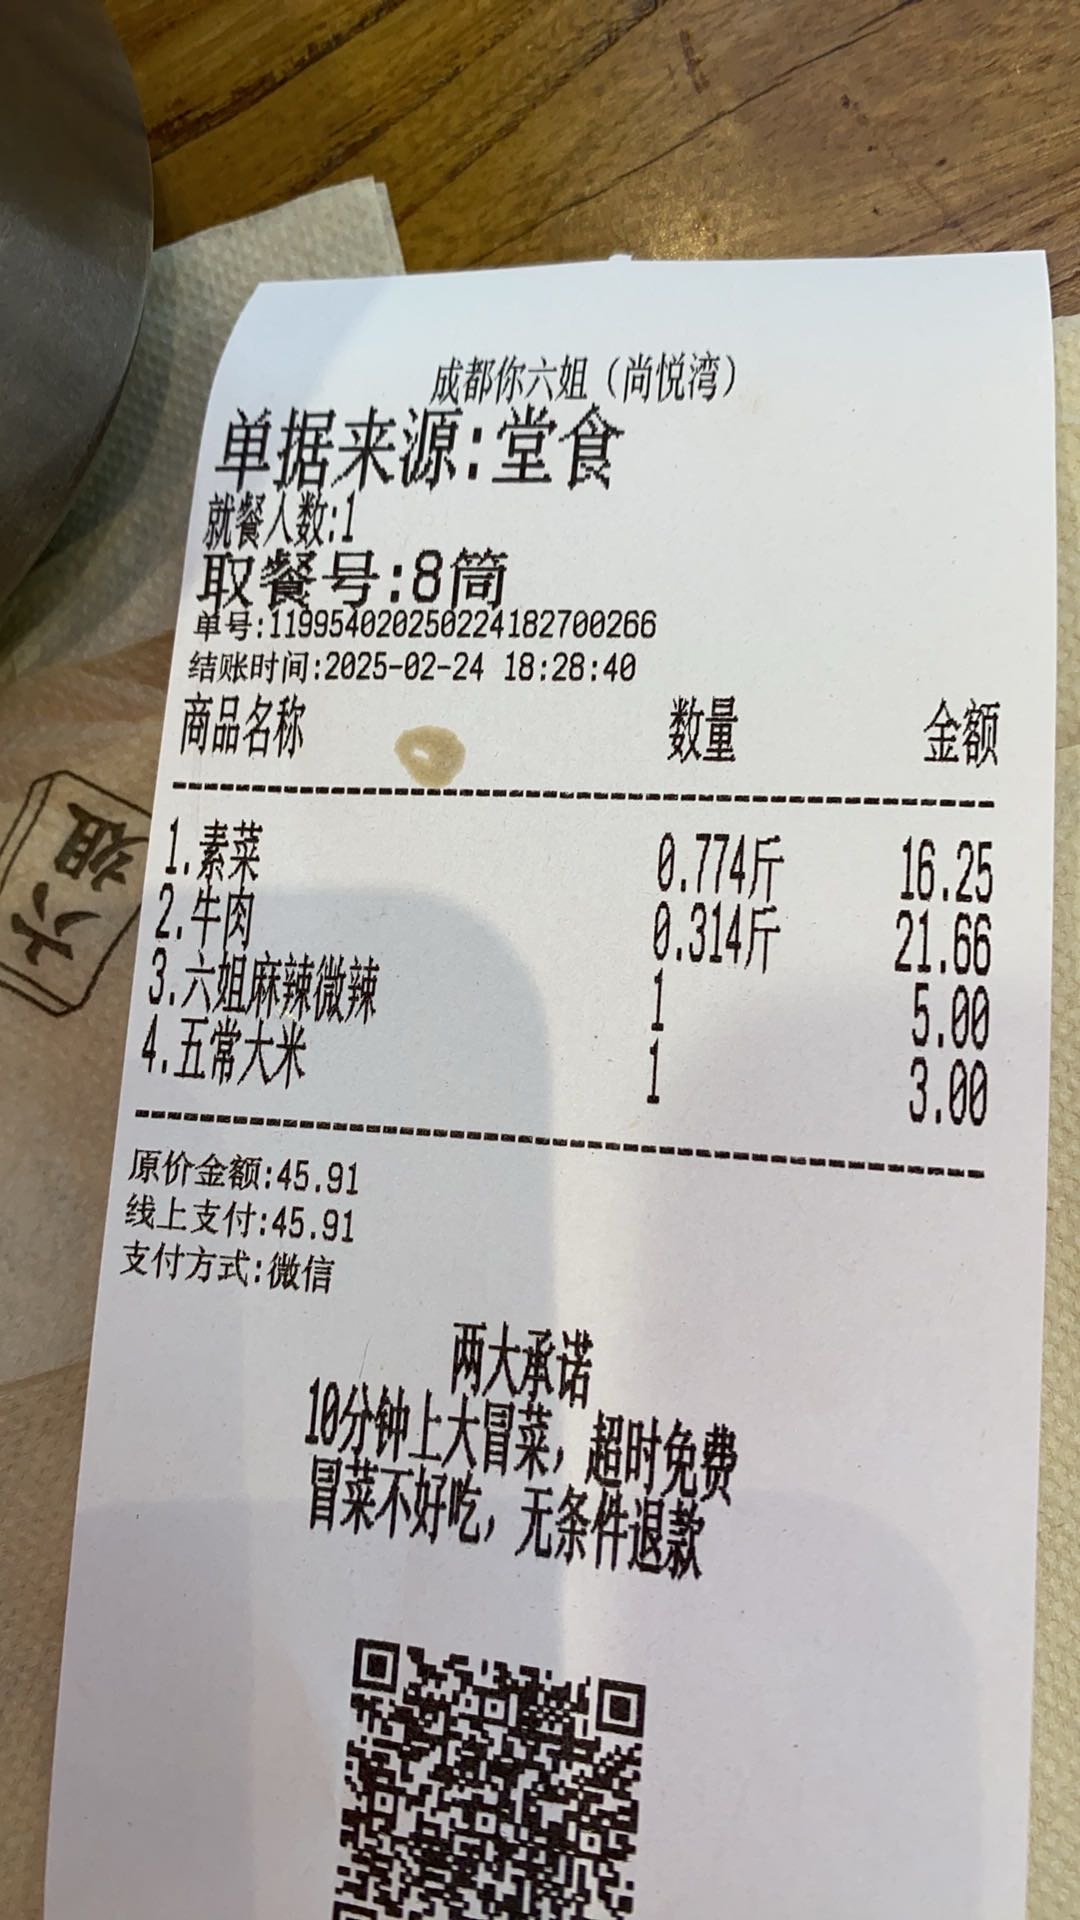 成都你六姐（尚悦湾）
单据来源:堂食
就餐人数:1
取餐号:8筒
单号:119954020250224182700266
结账时间:2025-02-24 18:28:40
商品名称 数量 金额
1.素菜 0.774斤 16.25
2.牛肉 0.314斤 21.66
3.六姐麻辣微辣 1 5.00
4.五常大米 1 3.00
原价金额:45.91
线上支付:45.91
支付方式:微信
两大承诺
10分钟上大冒菜，超时免费
冒菜不好吃，无条件退款
六姐